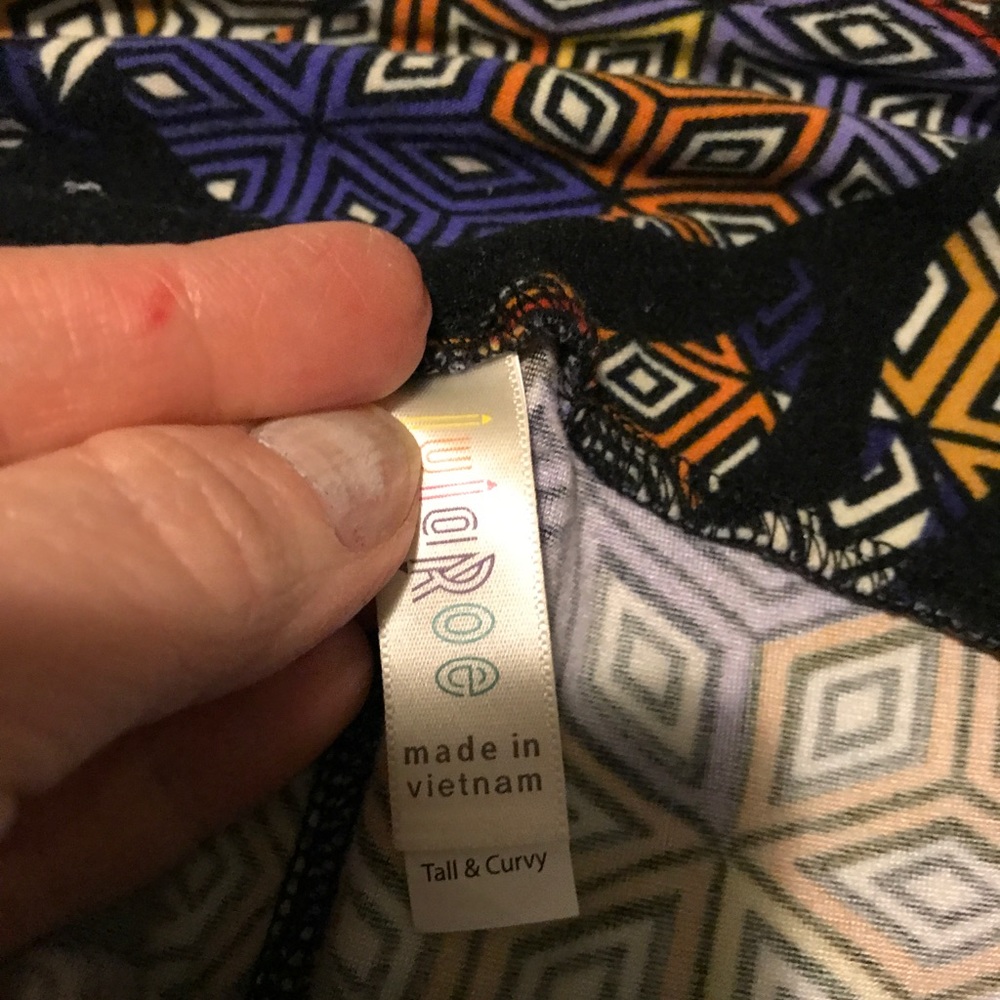 LuLaRoe
made in
vietnam
Tall & Curvy